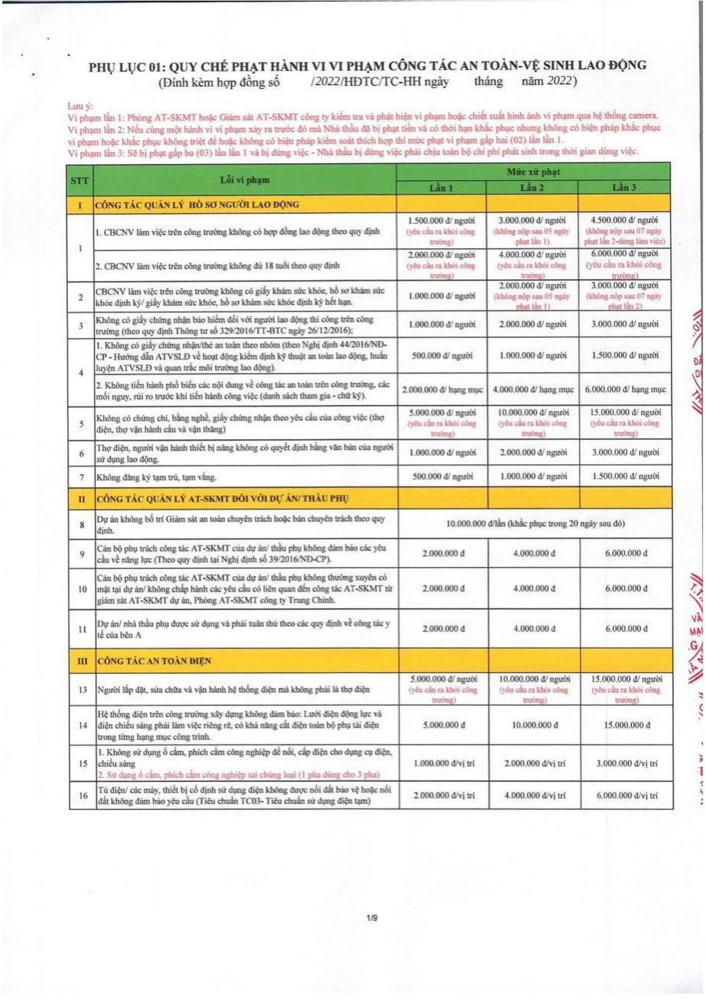 PHỤ LỤC 01: QUY CHẾ PHẠT HÀNH VI VI PHẠM CÔNG TÁC AN TOÀN-VỆ SINH LAO ĐỘNG
(Đính kèm hợp đồng số /2022/HĐTC/TC-HH ngày tháng năm 2022)
Lưu ý:
Vi phạm lần 1: Phòng AT-SKMT hoặc Giám sát AT-SKMT công ty kiểm tra và phát hiện vi phạm hoặc chiết suất hình ảnh vi phạm qua hệ thống camera.
Vi phạm lần 2: Nếu cùng một hành vi vi phạm xảy ra trước đó mà Nhà thầu đã bị phạt tiền và có thời hạn khắc phục nhưng không có biện pháp khắc phục
vi phạm hoặc khắc phục không triệt để hoặc không có biện pháp kiểm soát thích hợp thì mức phạt vi phạm gấp hai (02) lần lần 1.
Vi phạm lần 3: Sẽ bị phạt gấp ba (03) lần lần 1 và bị dừng việc - Nhà thầu bị dừng việc phải chịu toàn bộ chi phí phát sinh trong thời gian dừng việc.
STT Lỗi vi phạm Mức xử phạt
Lần 1 Lần 2 Lần 3
I CÔNG TÁC QUẢN LÝ HỒ SƠ NGƯỜI LAO ĐỘNG
1
1. CBCNV làm việc trên công trường không có hợp đồng lao động theo quy định
1.500.000 đ/ người
(yêu cầu ra khỏi công
trường)
3.000.000 đ/ người
(không nộp sau 05 ngày
phạt lần 1)
4.500.000 đ/ người
(không nộp sau 07 ngày
phạt lần 2-dừng làm việc)
2. CBCNV làm việc trên công trường không đủ 18 tuổi theo quy định
2.000.000 đ/ người
(yêu cầu ra khỏi công
trường)
4.000.000 đ/ người
(yêu cầu ra khỏi công
trường)
6.000.000 đ/ người
(yêu cầu ra khỏi công
trường)
2
CBCNV làm việc trên công trường không có giấy khám sức khỏe, hồ sơ khám sức
khỏe định kỳ/ giấy khám sức khỏe, hồ sơ khám sức khỏe định kỳ hết hạn.
1.000.000 đ/ người
2.000.000 đ/ người
(không nộp sau 05 ngày
phạt lần 1)
3.000.000 đ/ người
(không nộp sau 07 ngày
phạt lần 2)
3
Không có giấy chứng nhận bảo hiểm đối với người lao động thi công trên công
trường (theo quy định Thông tư số 329/2016/TT-BTC ngày 26/12/2016);
1.000.000 đ/ người 2.000.000 đ/ người 3.000.000 đ/ người
4
1. Không có giấy chứng nhận/thẻ an toàn theo nhóm (theo Nghị định 44/2016/NĐ-
CP - Hướng dẫn ATVSLĐ về hoạt động kiểm định kỹ thuật an toàn lao động, huấn
luyện ATVSLĐ và quan trắc môi trường lao động).
500.000 đ/ người 1.000.000 đ/ người 1.500.000 đ/ người
2. Không tiến hành phổ biến các nội dung về công tác an toàn trên công trường, các
mối nguy, rủi ro trước khi tiến hành công việc (danh sách tham gia - chữ ký).
2.000.000 đ/ hạng mục 4.000.000 đ/ hạng mục 6.000.000 đ/ hạng mục
5
Không có chứng chỉ, bằng nghề, giấy chứng nhận theo yêu cầu của công việc (thợ
điện, thợ vận hành cẩu và vận thăng)
5.000.000 đ/ người
(yêu cầu ra khỏi công
trường)
10.000.000 đ/ người
(yêu cầu ra khỏi công
trường)
15.000.000 đ/ người
(yêu cầu ra khỏi công
trường)
6
Thợ điện, người vận hành thiết bị nâng không có quyết định bằng văn bản của người
sử dụng lao động.
1.000.000 đ/ người 2.000.000 đ/ người 3.000.000 đ/ người
7 Không đăng ký tạm trú, tạm vắng. 500.000 đ/ người 1.000.000 đ/ người 1.500.000 đ/ người
II CÔNG TÁC QUẢN LÝ AT-SKMT ĐỐI VỚI DỰ ÁN/ THẦU PHỤ
8
Dự án không bố trí Giám sát an toàn chuyên trách hoặc bán chuyên trách theo quy
định.
10.000.000 đ/lần (khắc phục trong 20 ngày sau đó)
9
Cán bộ phụ trách công tác AT-SKMT của dự án/ thầu phụ không đảm bảo các yêu
cầu về năng lực (Theo quy định tại Nghị định số 39/2016/NĐ-CP).
2.000.000 đ 4.000.000 đ 6.000.000 đ
10
Cán bộ phụ trách công tác AT-SKMT của dự án/ thầu phụ không thường xuyên có
mặt tại dự án/ không chấp hành các yêu cầu có liên quan đến công tác AT-SKMT từ
giám sát AT-SKMT dự án, Phòng AT-SKMT công ty Trung Chính.
2.000.000 đ 4.000.000 đ 6.000.000 đ
11
Dự án/ nhà thầu phụ được sử dụng và phải tuân thủ theo các quy định về công tác y
tế của bên A
2.000.000 đ 4.000.000 đ 6.000.000 đ
III CÔNG TÁC AN TOÀN ĐIỆN
13 Người lắp đặt, sửa chữa và vận hành hệ thống điện mà không phải là thợ điện
5.000.000 đ/ người
(yêu cầu ra khỏi công
trường)
10.000.000 đ/ người
(yêu cầu ra khỏi công
trường)
15.000.000 đ/ người
(yêu cầu ra khỏi công
trường)
14
Hệ thống điện trên công trường xây dựng không đảm bảo: Lưới điện động lực và
điện chiếu sáng phải làm việc riêng rẽ, có khả năng cắt điện toàn bộ phụ tải điện
trong từng hạng mục công trình.
5.000.000 đ 10.000.000 đ 15.000.000 đ
15
1. Không sử dụng ổ cắm, phích cắm công nghiệp để nối, cấp điện cho dụng cụ điện,
chiếu sáng
2. Sử dụng ổ cắm, phích cắm công nghiệp sai chủng loại (1 pha dùng cho 3 pha)
1.000.000 đ/vị trí 2.000.000 đ/vị trí 3.000.000 đ/vị trí
16
Tủ điện/ các máy, thiết bị cố định sử dụng điện không được nối đất bảo vệ hoặc nối
đất không đảm bảo yêu cầu (Tiêu chuẩn TC03- Tiêu chuẩn sử dụng điện tạm)
2.000.000 đ/vị trí 4.000.000 đ/vị trí 6.000.000 đ/vị trí
1/9